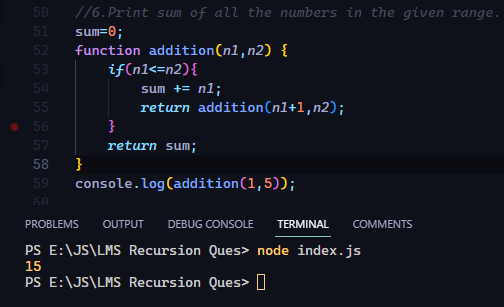 50 //6.Print sum of all the numbers in the given range.
51 sum=0;
52 function addition(n1,n2) {
53 if(n1<=n2){
54 sum += n1;
55 return addition(n1+1,n2);
56 }
57 return sum;
58 }
59 console.log(addition(1,5));
60
PROBLEMS OUTPUT DEBUG CONSOLE TERMINAL COMMENTS
PS E:\JS\LMS Recursion Ques> node index.js
15
PS E:\JS\LMS Recursion Ques>